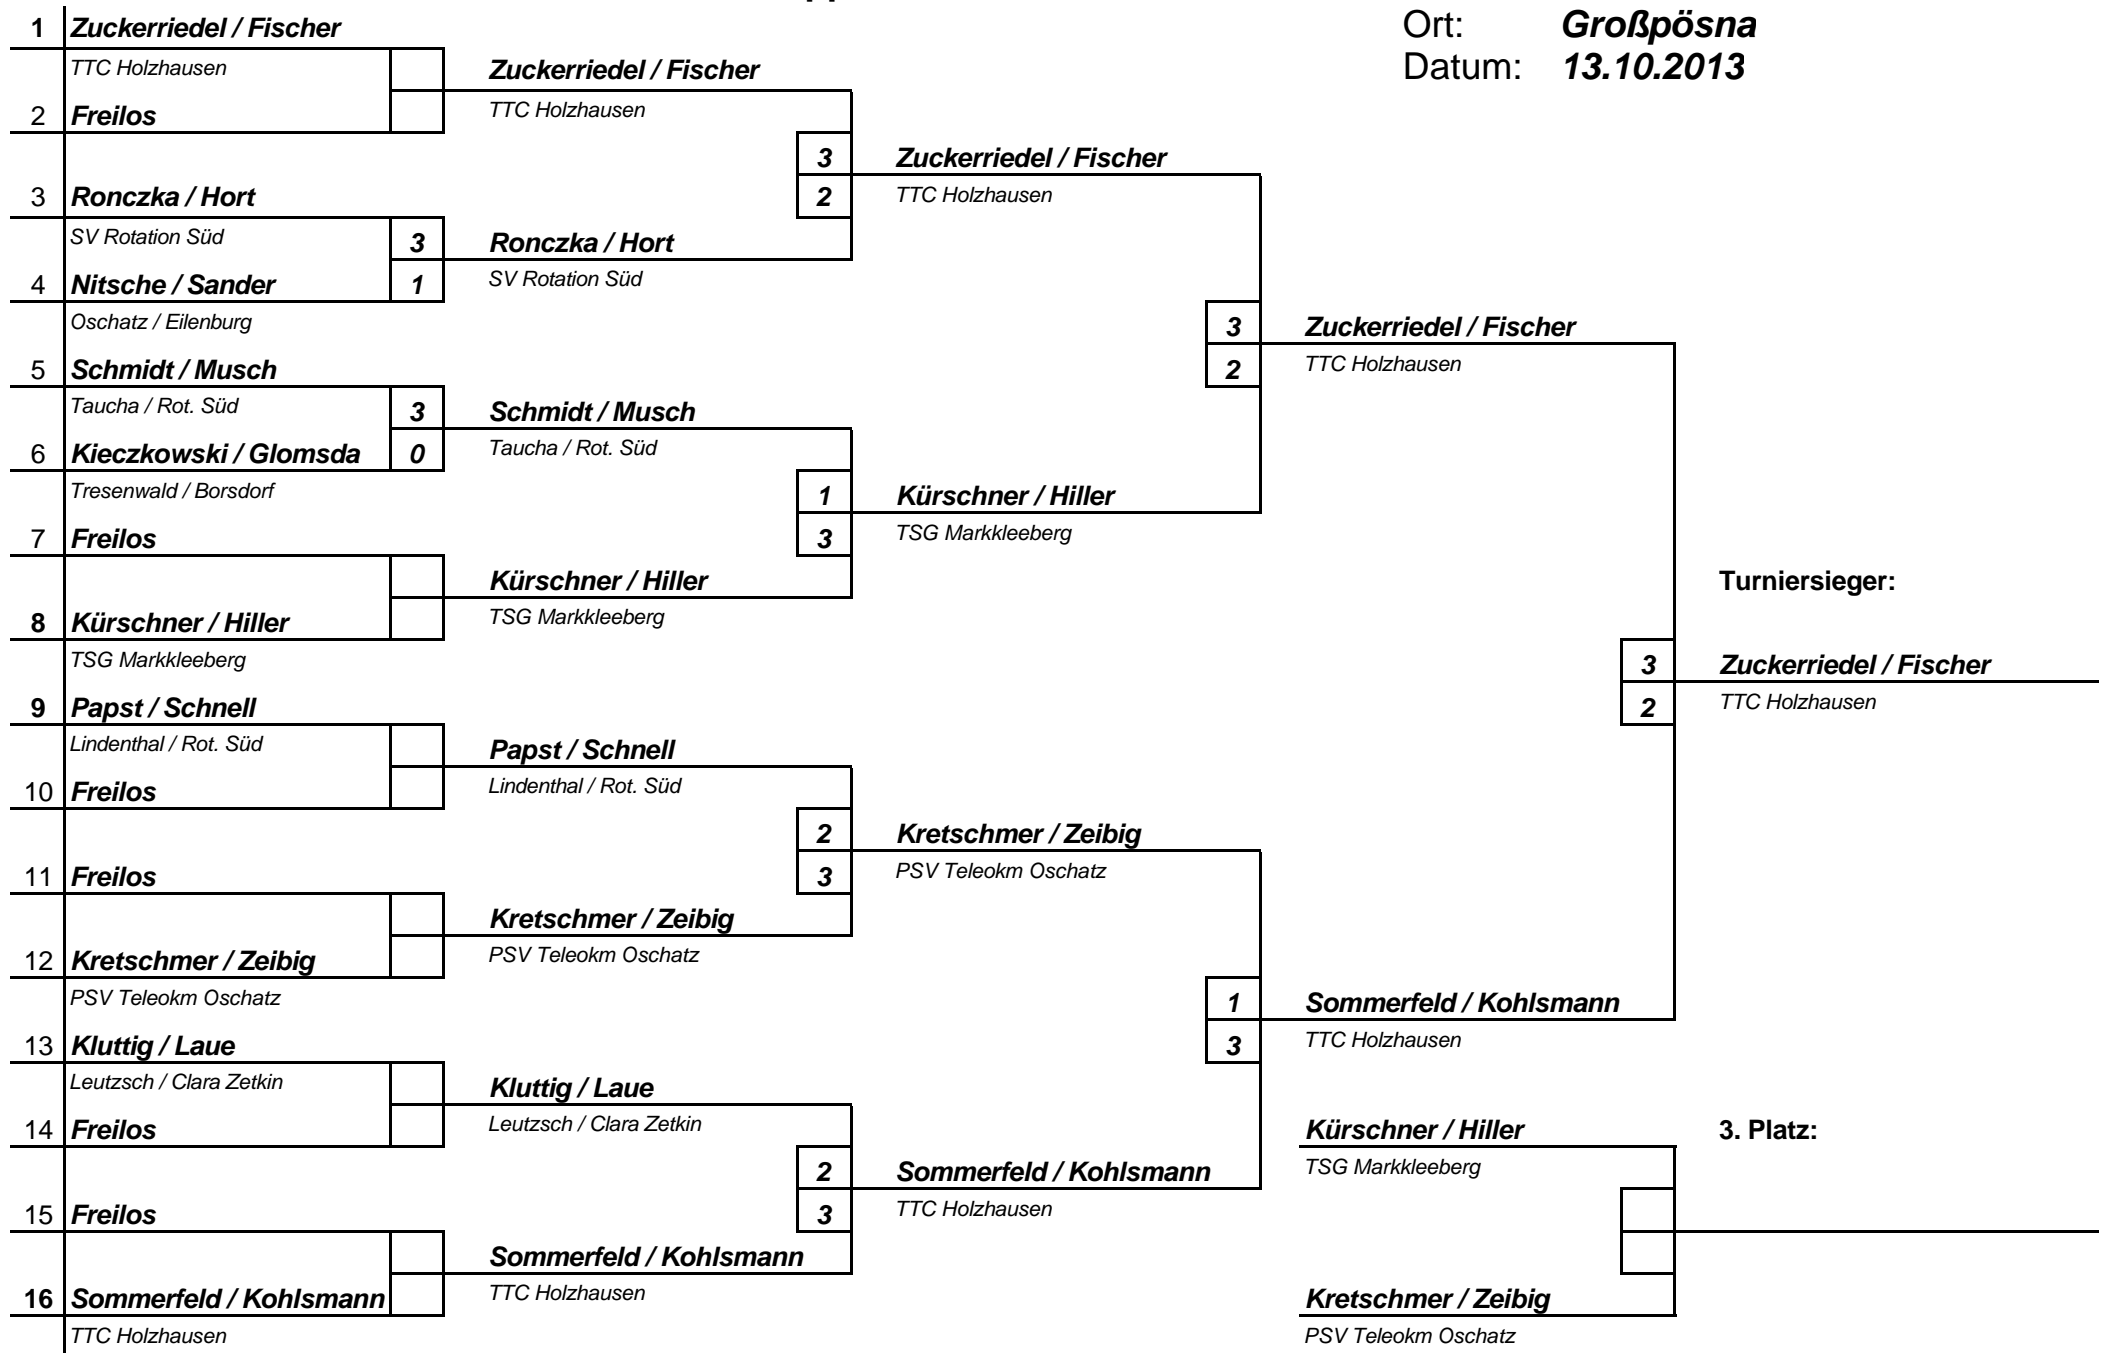 Ort: Großpösna
Datum: 13.10.2013
1 Zuckerriedel / Fischer
TTC Holzhausen
2 Freilos
3 Ronczka / Hort
SV Rotation Süd 3
4 Nitsche / Sander 1
Oschatz / Eilenburg
5 Schmidt / Musch
Taucha / Rot. Süd 3
6 Kieczkowski / Glomsda 0
Tresenwald / Borsdorf
7 Freilos
8 Kürschner / Hiller
TSG Markkleeberg
9 Papst / Schnell
Lindenthal / Rot. Süd
10 Freilos
11 Freilos
12 Kretschmer / Zeibig
PSV Teleokm Oschatz
13 Kluttig / Laue
Leutzsch / Clara Zetkin
14 Freilos
15 Freilos
16 Sommerfeld / Kohlsmann
TTC Holzhausen
Zuckerriedel / Fischer
TTC Holzhausen
3
2
Ronczka / Hort
SV Rotation Süd
Schmidt / Musch
Taucha / Rot. Süd
1
3
Kürschner / Hiller
TSG Markkleeberg
Papst / Schnell
Lindenthal / Rot. Süd
2
3
Kretschmer / Zeibig
PSV Teleokm Oschatz
Kluttig / Laue
Leutzsch / Clara Zetkin
2
3
Sommerfeld / Kohlsmann
TTC Holzhausen
Zuckerriedel / Fischer
TTC Holzhausen
3
2
Kürschner / Hiller
TSG Markkleeberg
Kretschmer / Zeibig
PSV Teleokm Oschatz
1
3
Sommerfeld / Kohlsmann
TTC Holzhausen
Zuckerriedel / Fischer
TTC Holzhausen
3
2
Sommerfeld / Kohlsmann
TTC Holzhausen
Turniersieger:
Zuckerriedel / Fischer
TTC Holzhausen
Kürschner / Hiller
TSG Markkleeberg
3. Platz:
Kretschmer / Zeibig
PSV Teleokm Oschatz